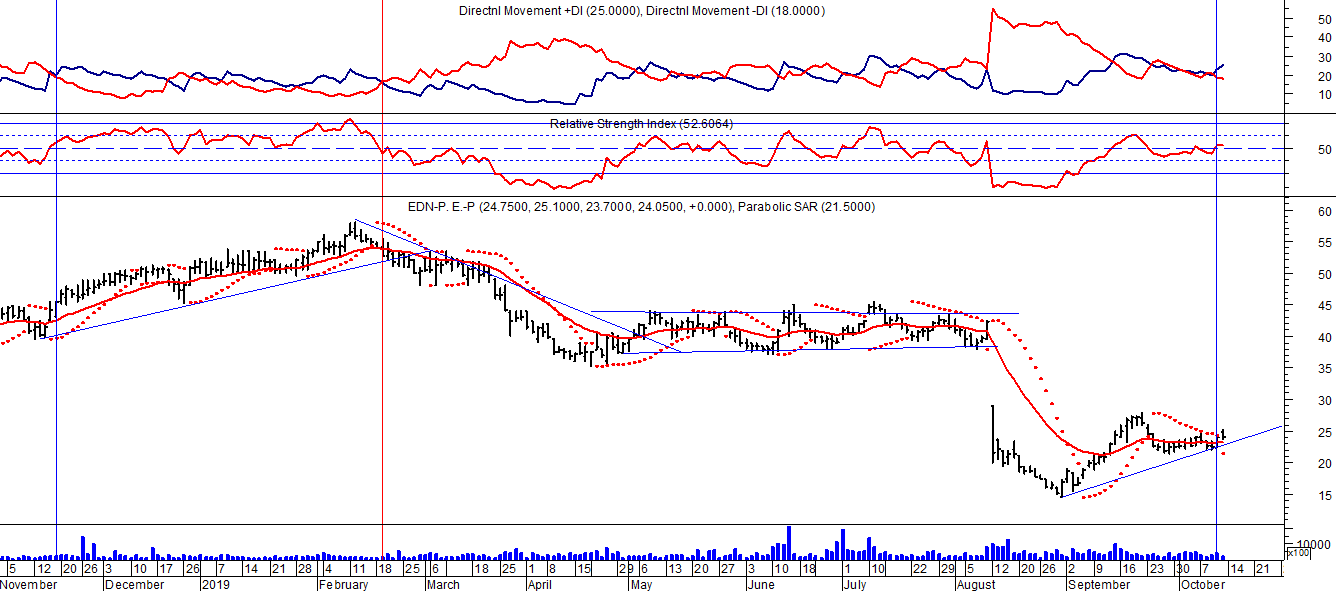 Directnl Movement +DI (25.0000), Directnl Movement -DI (18.0000)
50
40
30
20
10
Relative Strength Index (52.6064)
50
EDN-P. E.-P (24.7500, 25.1000, 23.7000, 24.0500, +0.000), Parabolic SAR (21.5000)
60
55
50
45
40
35
30
25
20
15
10000
x100
5 12 20 26 3 10 17 26 7 14 21 28 4 11 18 25 6 18 25 1 8 15 29 6 13 20 27 3 10 18 1 10 22 29 5 12 20 26 2 9 16 23 30 7 14 21
November December 2019 February March April May June July August September October